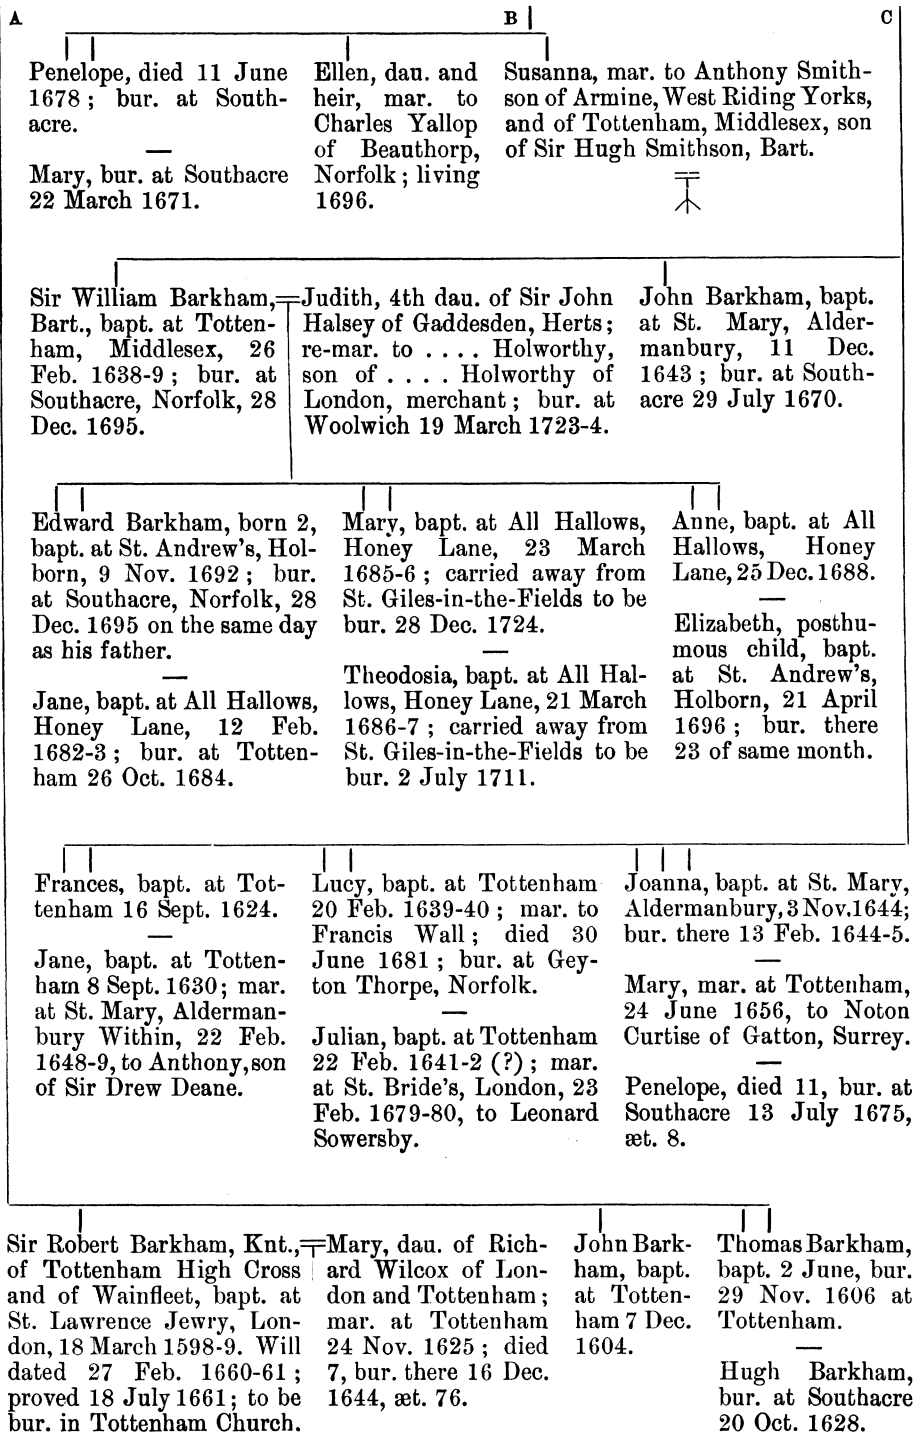 A B C
Penelope, died 11 June
1678 ; bur. at South-
acre.
Mary, bur. at Southacre
22 March 1671.
Ellen, dau. and
heir, mar. to
Charles Yallop
of Beauthorp,
Norfolk ; living
1696.
Susanna, mar. to Anthony Smith-
son of Armine, West Riding Yorks,
and of Tottenham, Middlesex, son
of Sir Hugh Smithson, Bart.
Sir William Barkham,
Bart., bapt. at Totten-
ham, Middlesex, 26
Feb. 1638-9 ; bur. at
Southacre, Norfolk, 28
Dec. 1695.
Judith, 4th dau. of Sir John
Halsey of Gaddesden, Herts ;
re-mar. to . . . . Holworthy,
son of . . . . Holworthy of
London, merchant ; bur. at
Woolwich 19 March 1723-4.
John Barkham, bapt.
at St. Mary, Alder-
manbury, 11 Dec.
1643 ; bur. at South-
acre 29 July 1670.
Edward Barkham, born 2,
bapt. at St. Andrew's, Hol-
born, 9 Nov. 1692 ; bur.
at Southacre, Norfolk, 28
Dec. 1695 on the same day
as his father.
Jane, bapt. at All Hallows,
Honey Lane, 12 Feb.
1682-3 ; bur. at Totten-
ham 26 Oct. 1684.
Mary, bapt. at All Hallows,
Honey Lane, 23 March
1685-6 ; carried away from
St. Giles-in-the-Fields to be
bur. 28 Dec. 1724.
Theodosia, bapt. at All Hal-
lows, Honey Lane, 21 March
1686-7 ; carried away from
St. Giles-in-the-Fields to be
bur. 2 July 1711.
Anne, bapt. at All
Hallows, Honey
Lane, 25 Dec. 1688.
Elizabeth, posthu-
mous child, bapt.
at St. Andrew's,
Holborn, 21 April
1696 ; bur. there
23 of same month.
Frances, bapt. at Tot-
tenham 16 Sept. 1624.
Jane, bapt. at Totten-
ham 8 Sept. 1630; mar.
at St. Mary, Alderman-
bury Within, 22 Feb.
1648-9, to Anthony, son
of Sir Drew Deane.
Lucy, bapt. at Tottenham
20 Feb. 1639-40 ; mar. to
Francis Wall ; died 30
June 1681 ; bur. at Gey-
ton Thorpe, Norfolk.
Julian, bapt. at Tottenham
22 Feb. 1641-2 (?) ; mar.
at St. Bride's, London, 23
Feb. 1679-80, to Leonard
Sowersby.
Joanna, bapt. at St. Mary,
Aldermanbury, 3 Nov. 1644;
bur. there 13 Feb. 1644-5.
Mary, mar. at Tottenham,
24 June 1656, to Noton
Curtise of Gatton, Surrey.
Penelope, died 11, bur. at
Southacre 13 July 1675,
æt. 8.
Sir Robert Barkham, Knt.,
of Tottenham High Cross
and of Wainfleet, bapt. at
St. Lawrence Jewry, Lon-
don, 18 March 1598-9. Will
dated 27 Feb. 1660-61 ;
proved 18 July 1661; to be
bur. in Tottenham Church.
Mary, dau. of Rich-
ard Wilcox of Lon-
don and Tottenham ;
mar. at Tottenham
24 Nov. 1625 ; died
7, bur. there 16 Dec.
1644, æt. 76.
John Bark-
ham, bapt.
at Totten-
ham 7 Dec.
1604.
Thomas Barkham,
bapt. 2 June, bur.
29 Nov. 1606 at
Tottenham.
Hugh Barkham,
bur. at Southacre
20 Oct. 1628.